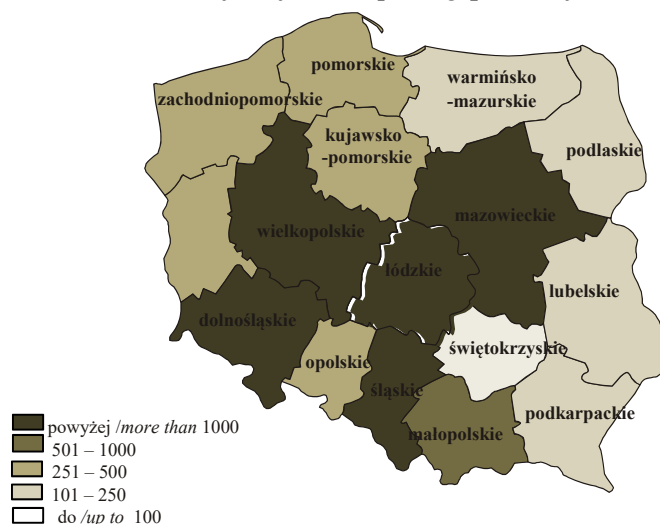 pomorskie
warmińsko
-mazurskie
zachodniopomorskie
kujawsko
-pomorskie
podlaskie
mazowieckie
wielkopolskie
łódzkie
lubelskie
dolnośląskie
świętokrzyskie
opolskie
śląskie
podkarpackie
małopolskie
powyżej /more than 1000
501 – 1000
251 – 500
101 – 250
do /up to 100